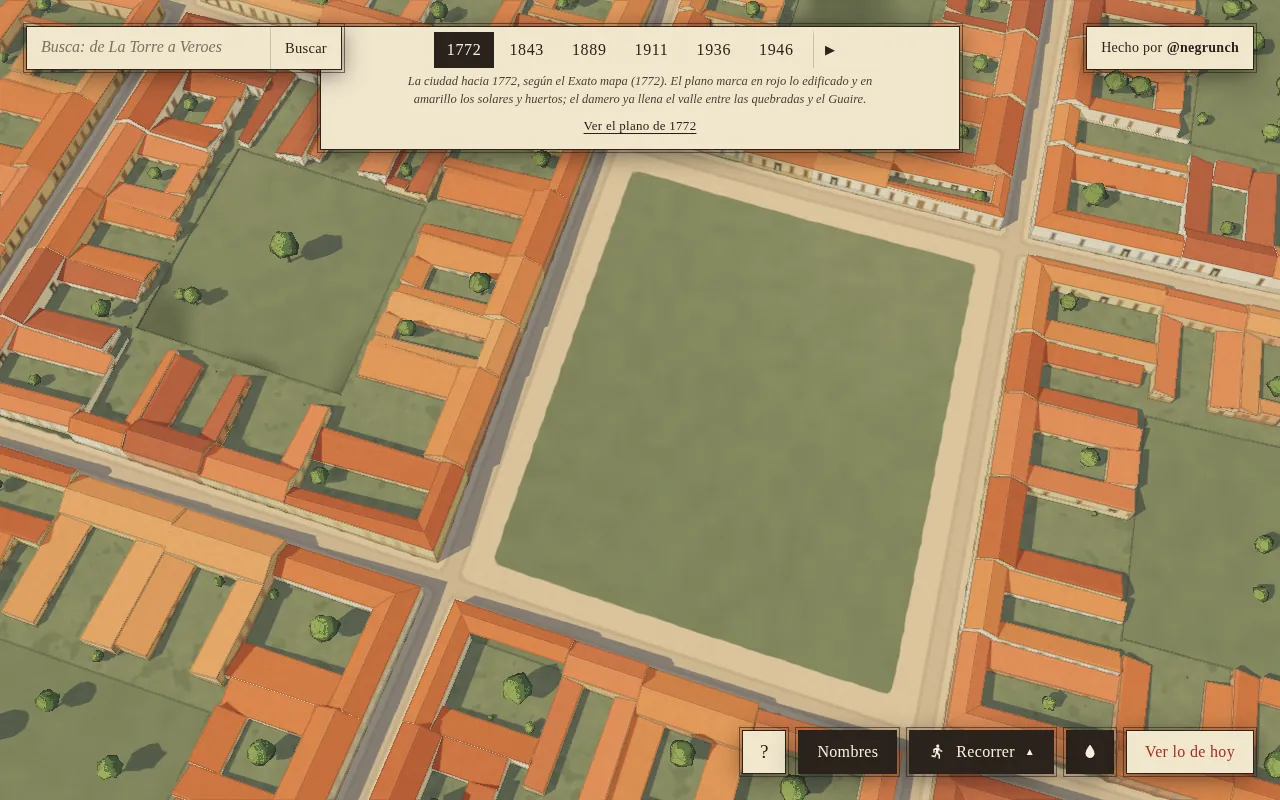 Busca: de La Torre a Veroes
Buscar
1772 1843 1889 1911 1936 1946
Hecho por @negrunch
La ciudad hacia 1772, según el Exato mapa (1772). El plano marca en rojo lo edificado y en
amarillo los solares y huertos; el damero ya llena el valle entre las quebradas y el Guaire.
Ver el plano de 1772
?
Nombres
Recorrer
Ver lo de hoy